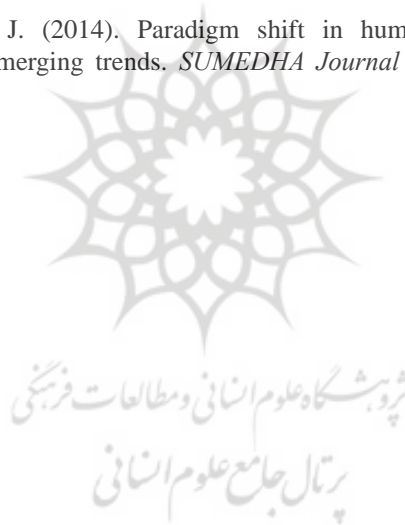 J. (2014). Paradigm shift in hum
merging trends. SUMEDHA Journal
پژوهشگاه علوم انسانی و مطالعات فرهنگی
پرتال جامع علوم انسانی